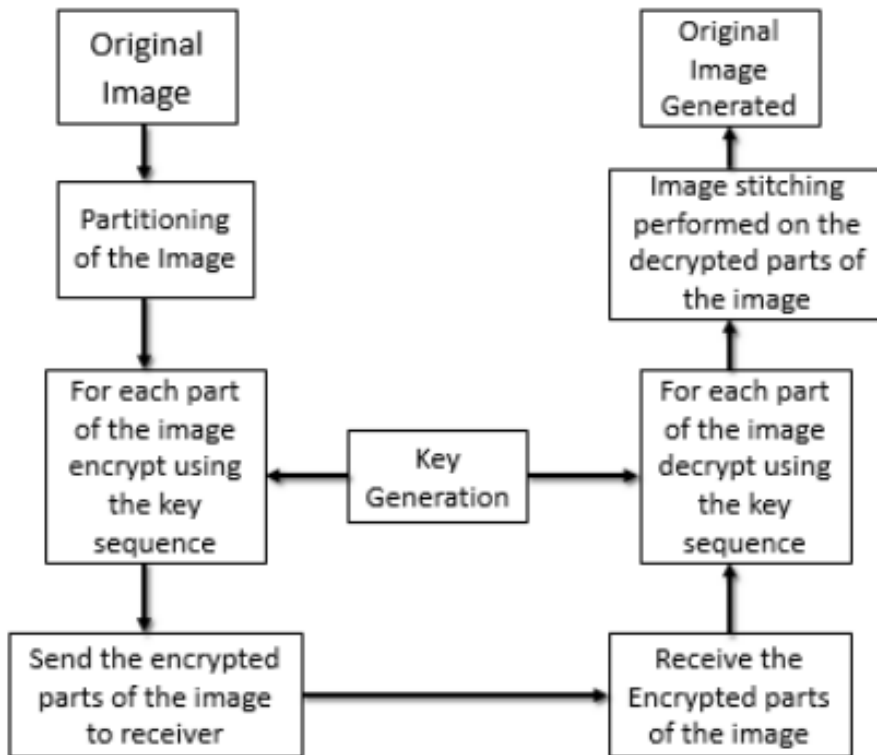 Original
Image
Partitioning
of the Image
For each part
of the image
encrypt using
the key
sequence
Send the encrypted
parts of the image
to receiver
Key
Generation
Receive the
Encrypted parts
of the image
For each part
of the image
decrypt using
the key
sequence
Image stitching
performed on the
decrypted parts of
the image
Original
Image
Generated